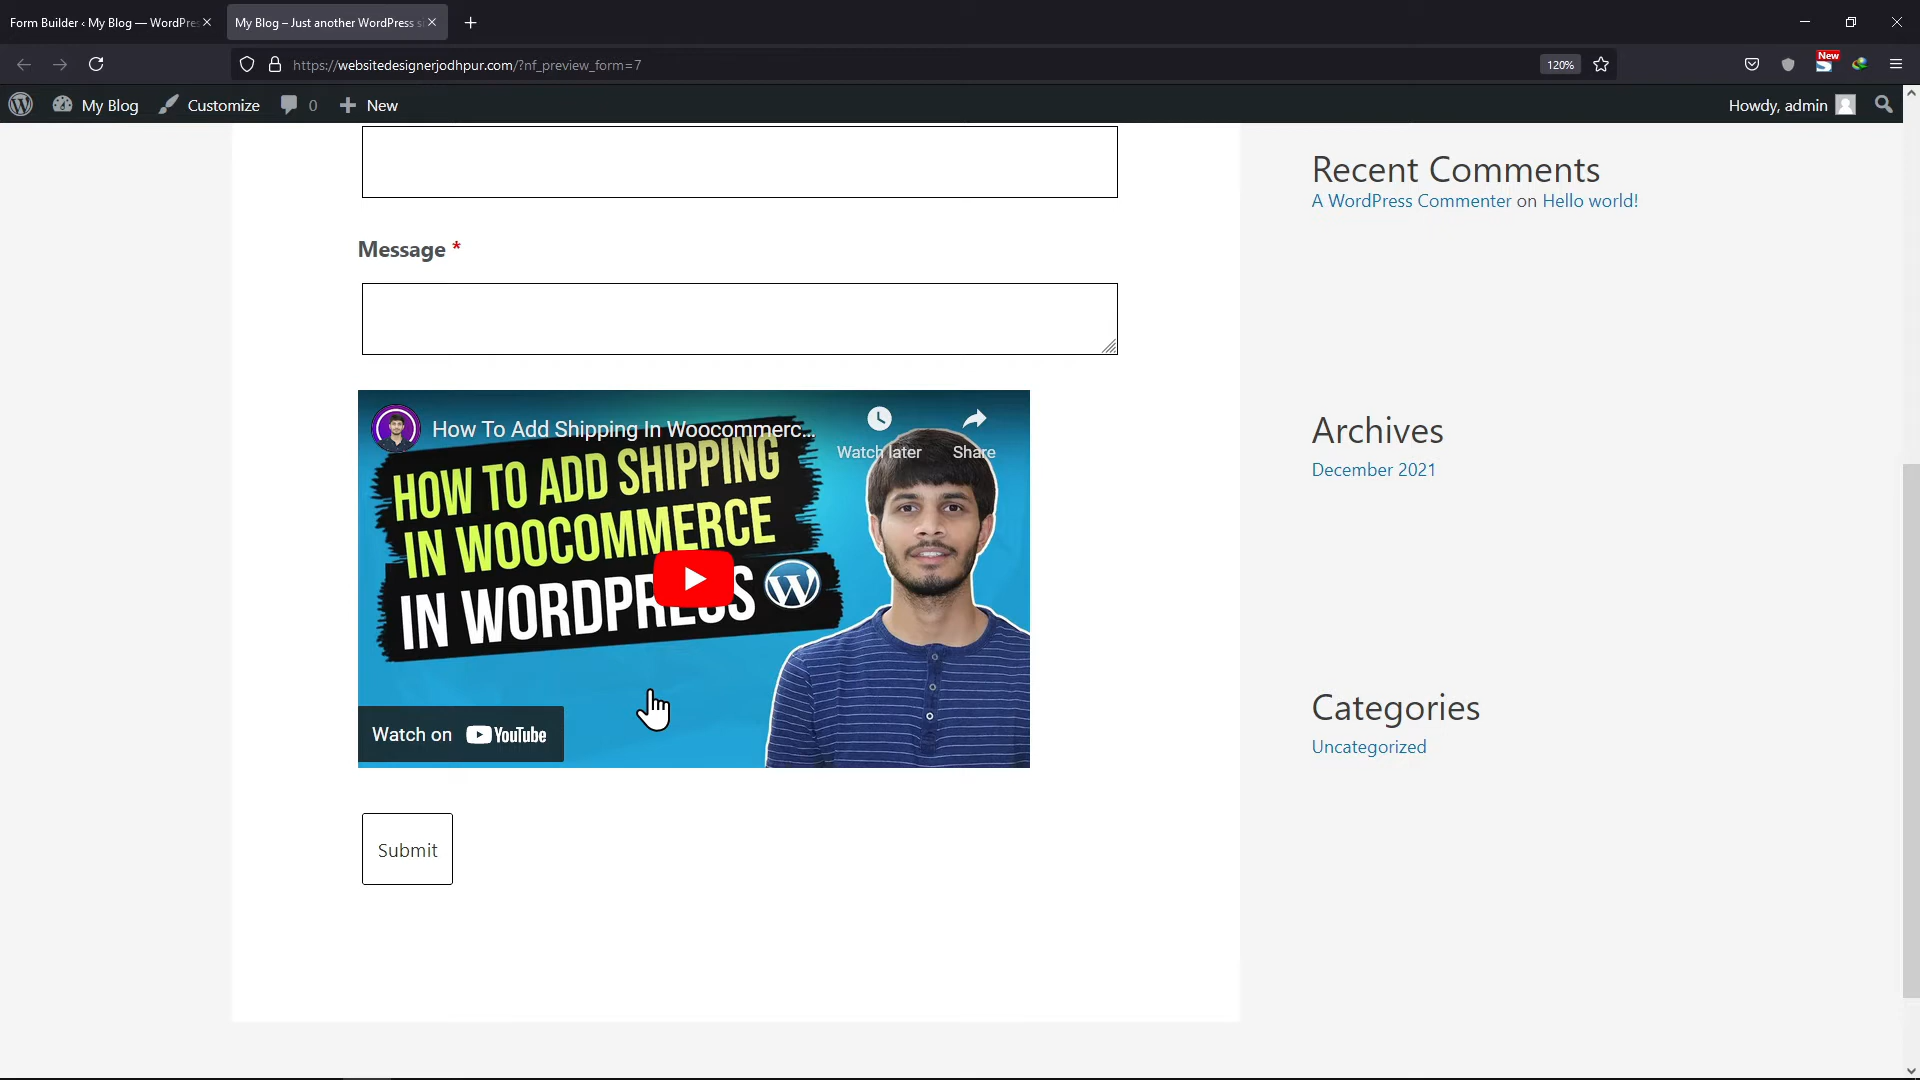 Form Builder ‹ My Blog — WordPre
My Blog – Just another WordPress si
https://websitedesignerjodhpur.com/?nf_preview_form=7
120%
New
My Blog
Customize
0
New
Howdy, admin
Message *
How To Add Shipping In Woocommerc...
Watch later
Share
HOW TO ADD SHIPPING
IN WOOCOMMERCE
IN WORDPRESS
Watch on YouTube
Submit
Recent Comments
A WordPress Commenter on Hello world!
Archives
December 2021
Categories
Uncategorized